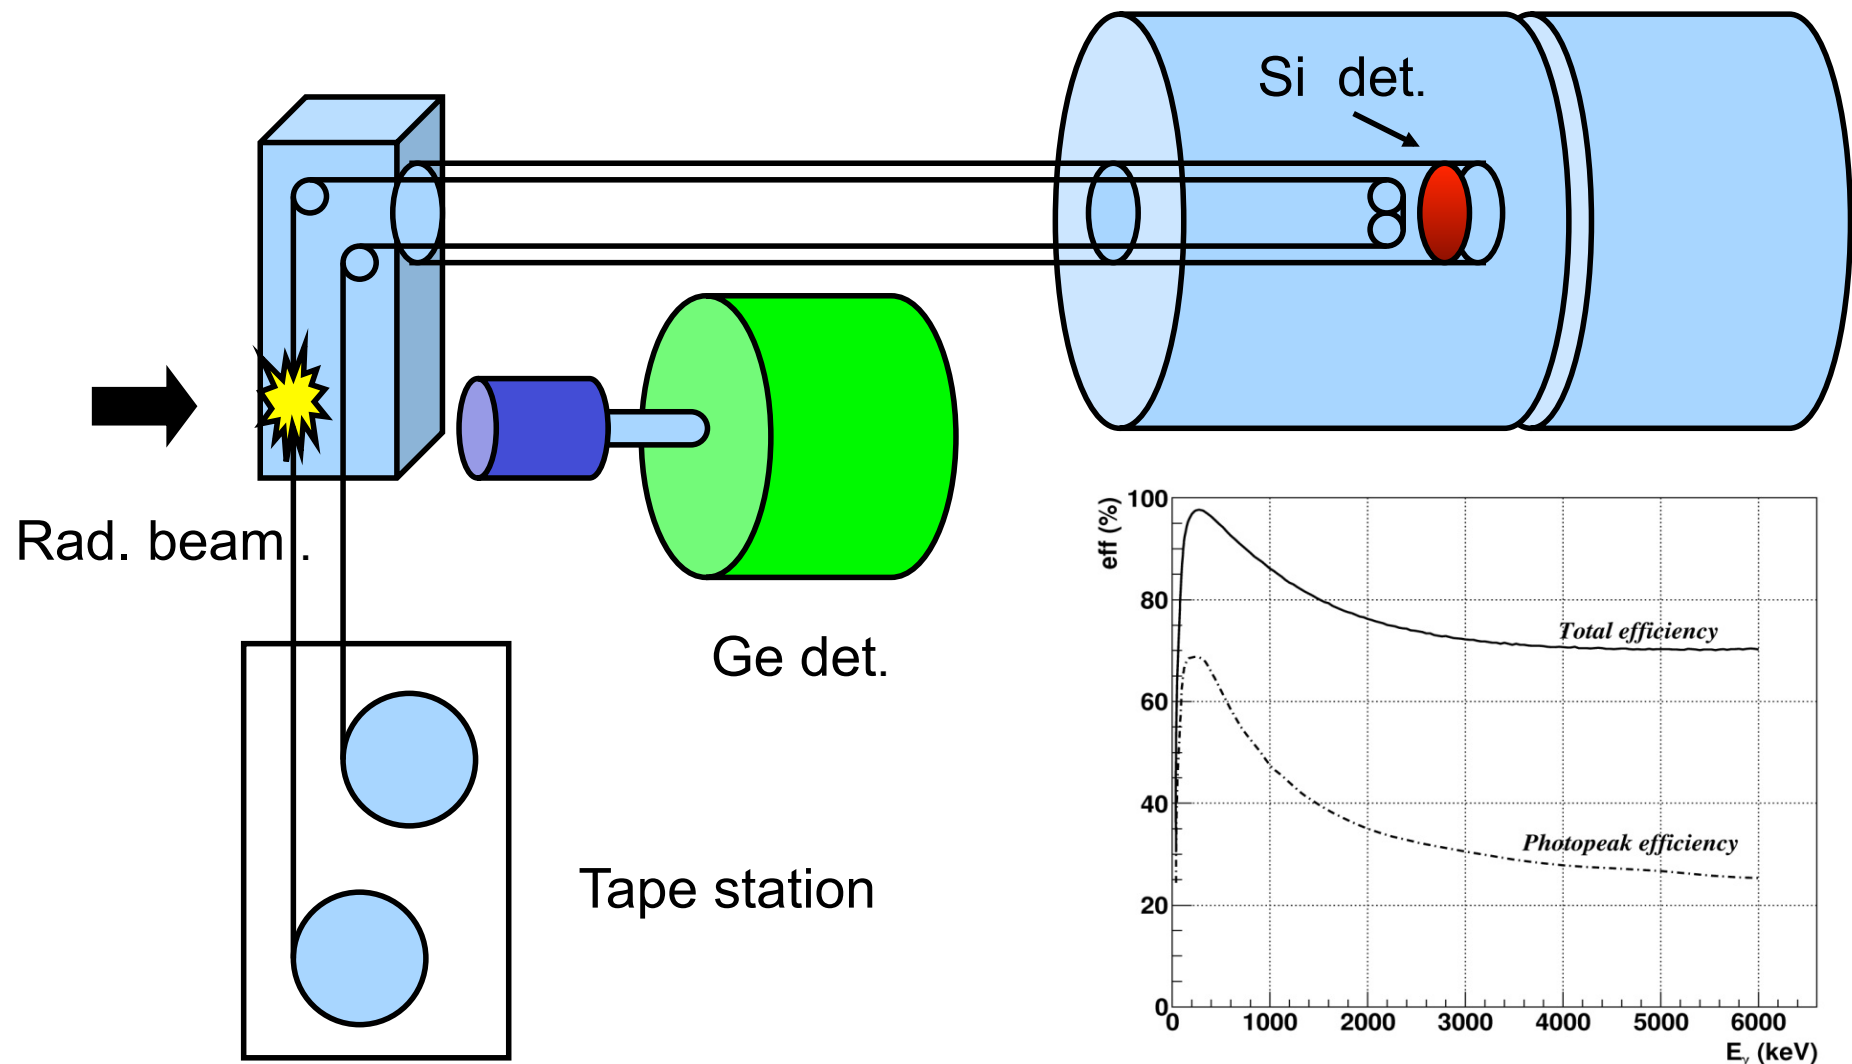 Si det.
Rad. beam .
Ge det.
Tape station
eff (%)
100
80
60
40
20
0
Total efficiency
Photopeak efficiency
0 1000 2000 3000 4000 5000 6000
Eγ (keV)